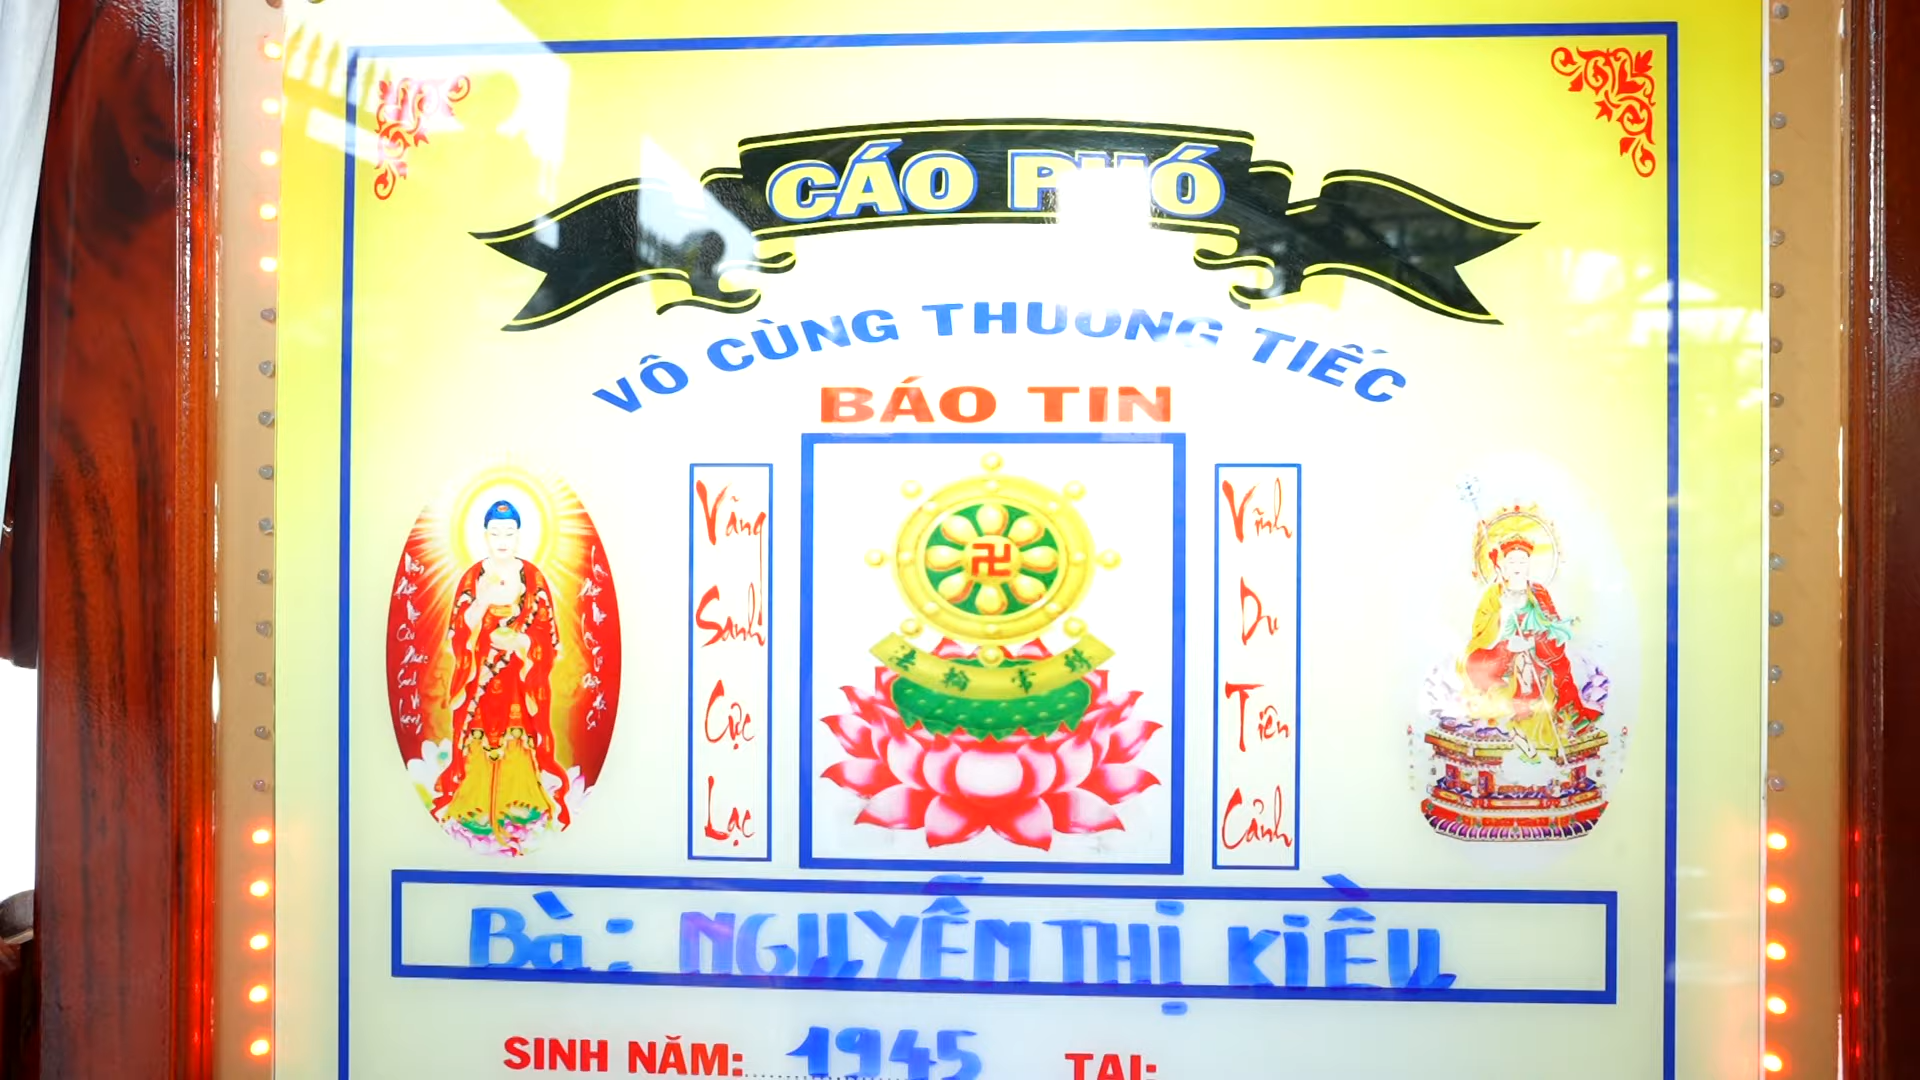 CÁO PHÓ
VÔ CÙNG THƯƠNG TIẾC
BÁO TIN
Vãng
Sanh
Cực
Lạc
Vĩnh
Du
Tiên
Cảnh
Bà: NGUYỄN THỊ KIỀU
SINH NĂM: 1945 TẠI: